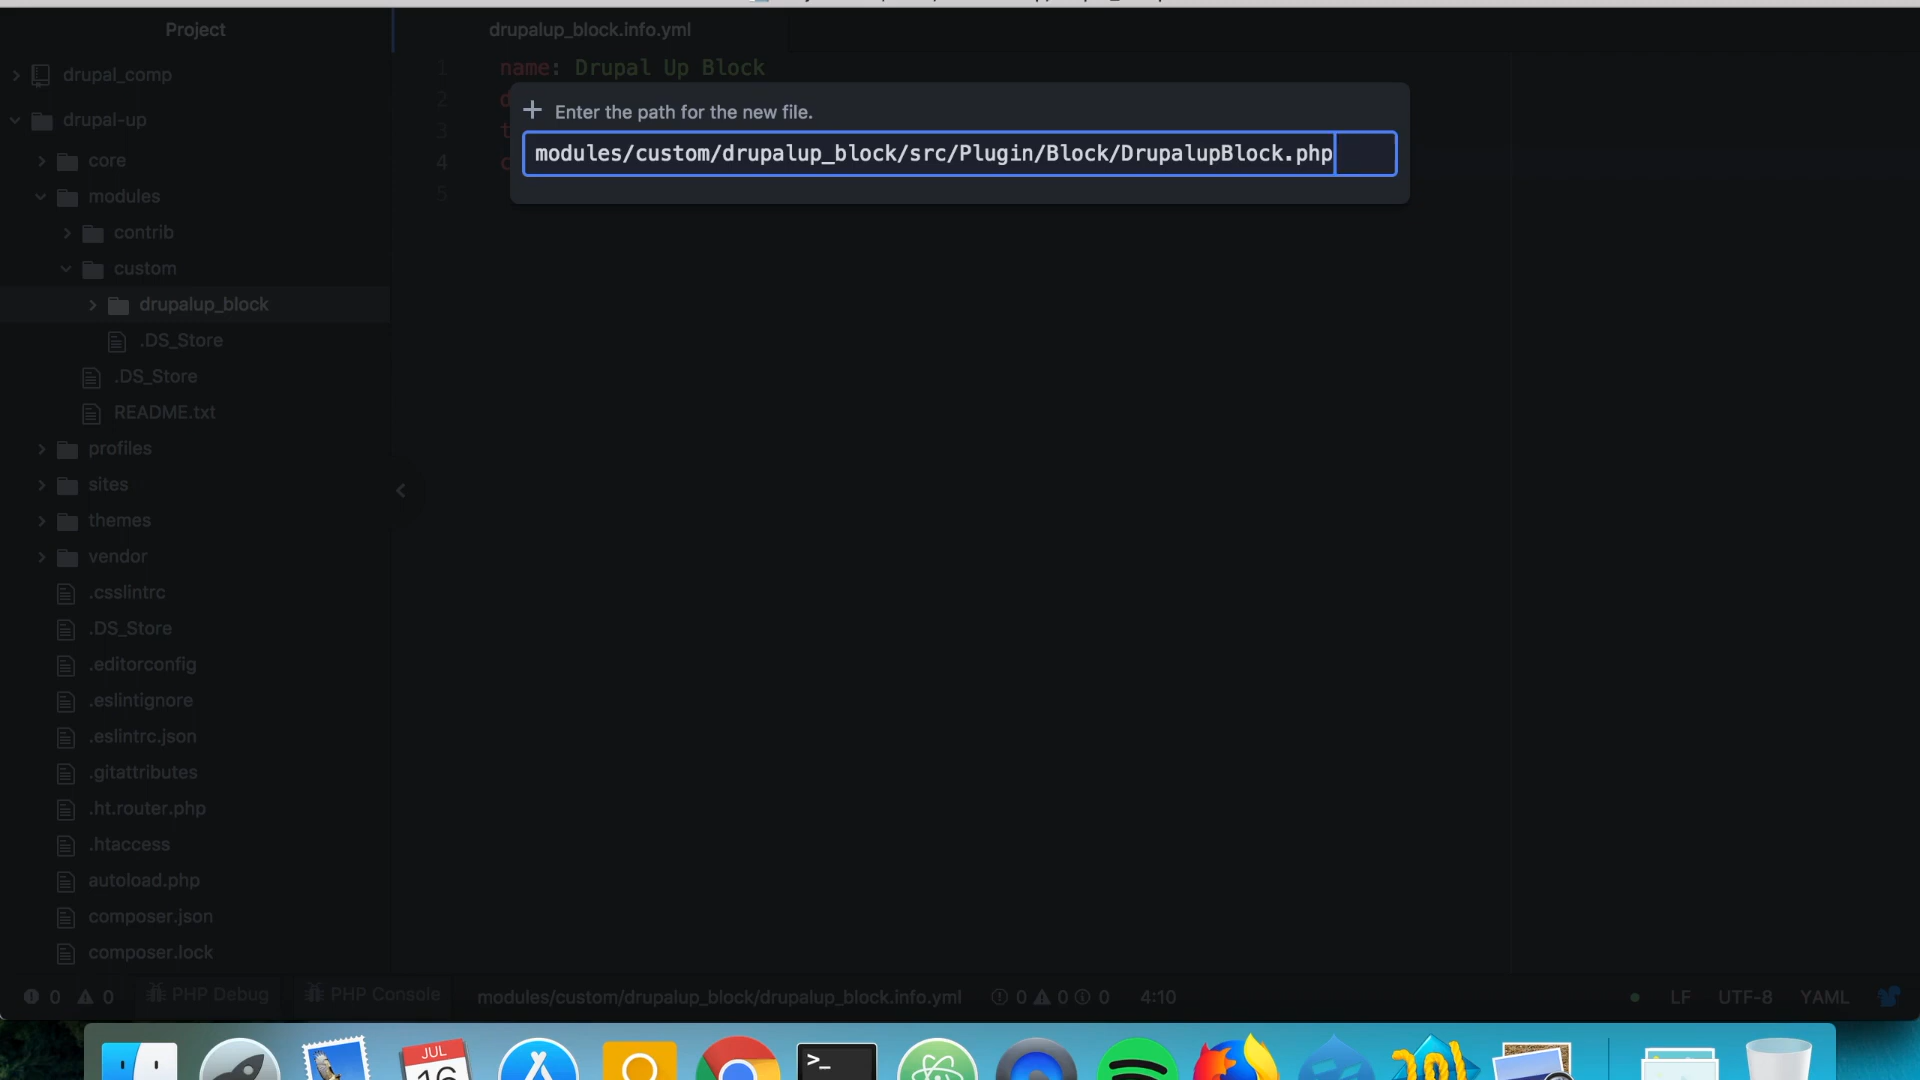 Project
drupalup_block.info.yml
drupal_comp
drupal-up
core
modules
contrib
custom
drupalup_block
.DS_Store
.DS_Store
README.txt
profiles
sites
themes
vendor
.csslintrc
.DS_Store
.editorconfig
.eslintignore
.eslintrc.json
.gitattributes
.ht.router.php
.htaccess
autoload.php
composer.json
composer.lock
1 name: Drupal Up Block
2 d
3 t
4 c
5
Enter the path for the new file.
modules/custom/drupalup_block/src/Plugin/Block/DrupalupBlock.php
0 0 PHP Debug PHP Console modules/custom/drupalup_block/drupalup_block.info.yml 0 0 0 4:10 LF UTF-8 YAML
JUL
16
>_